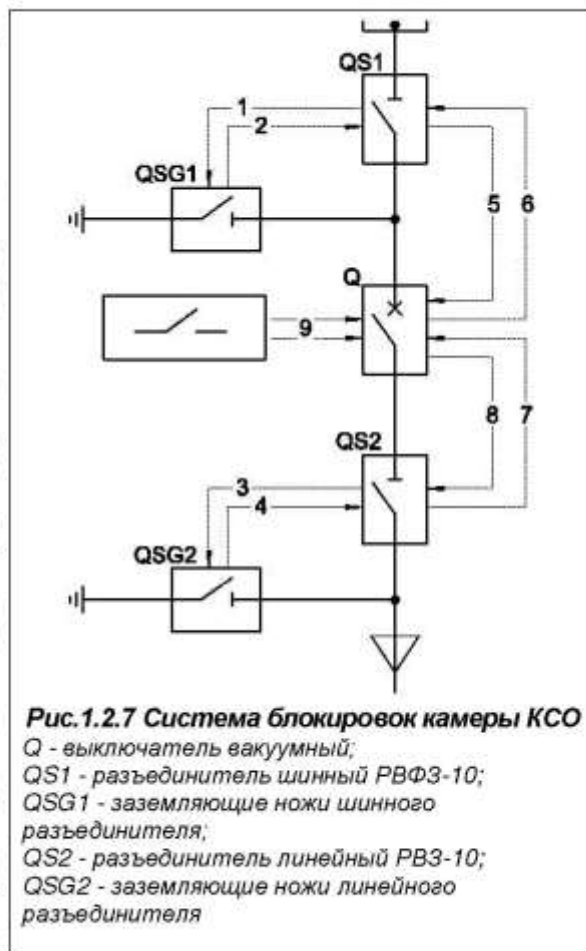 QS1
1
2
QSG1
5
6
Q
9
8
7
QS2
3
4
QSG2
Рис.1.2.7 Система блокировок камеры КСО
Q - выключатель вакуумный;
QS1 - разъединитель шинный РВФЗ-10;
QSG1 - заземляющие ножи шинного
разъединителя;
QS2 - разъединитель линейный РВЗ-10;
QSG2 - заземляющие ножи линейного
разъединителя